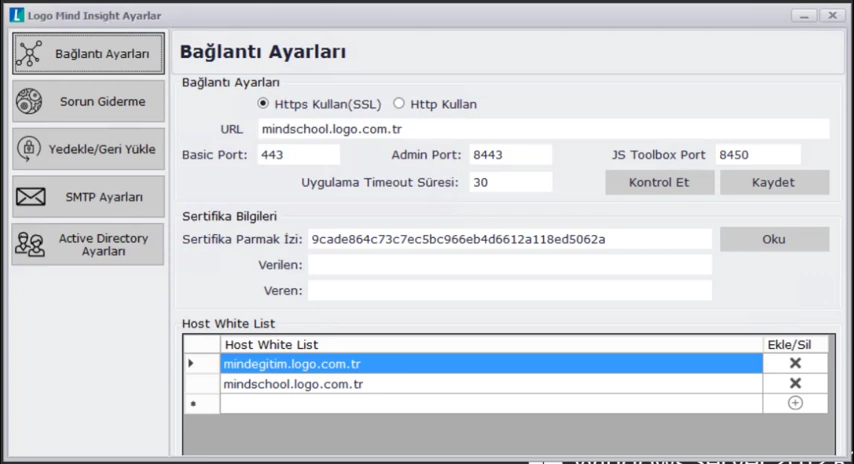 Logo Mind Insight Ayarlar
Bağlantı Ayarları
Sorun Giderme
Yedekle/Geri Yükle
SMTP Ayarları
Active Directory
Ayarları
Bağlantı Ayarları
Bağlantı Ayarları
Https Kullan(SSL) Http Kullan
URL mindschool.logo.com.tr
Basic Port: 443 Admin Port: 8443 JS Toolbox Port 8450
Uygulama Timeout Süresi: 30 Kontrol Et Kaydet
Sertifika Bilgileri
Sertifika Parmak İzi: 9cade864c73c7ec5bc966eb4d6612a118ed5062a Oku
Verilen:
Veren:
Host White List
Host White List Ekle/Sil
mindegitim.logo.com.tr
mindschool.logo.com.tr